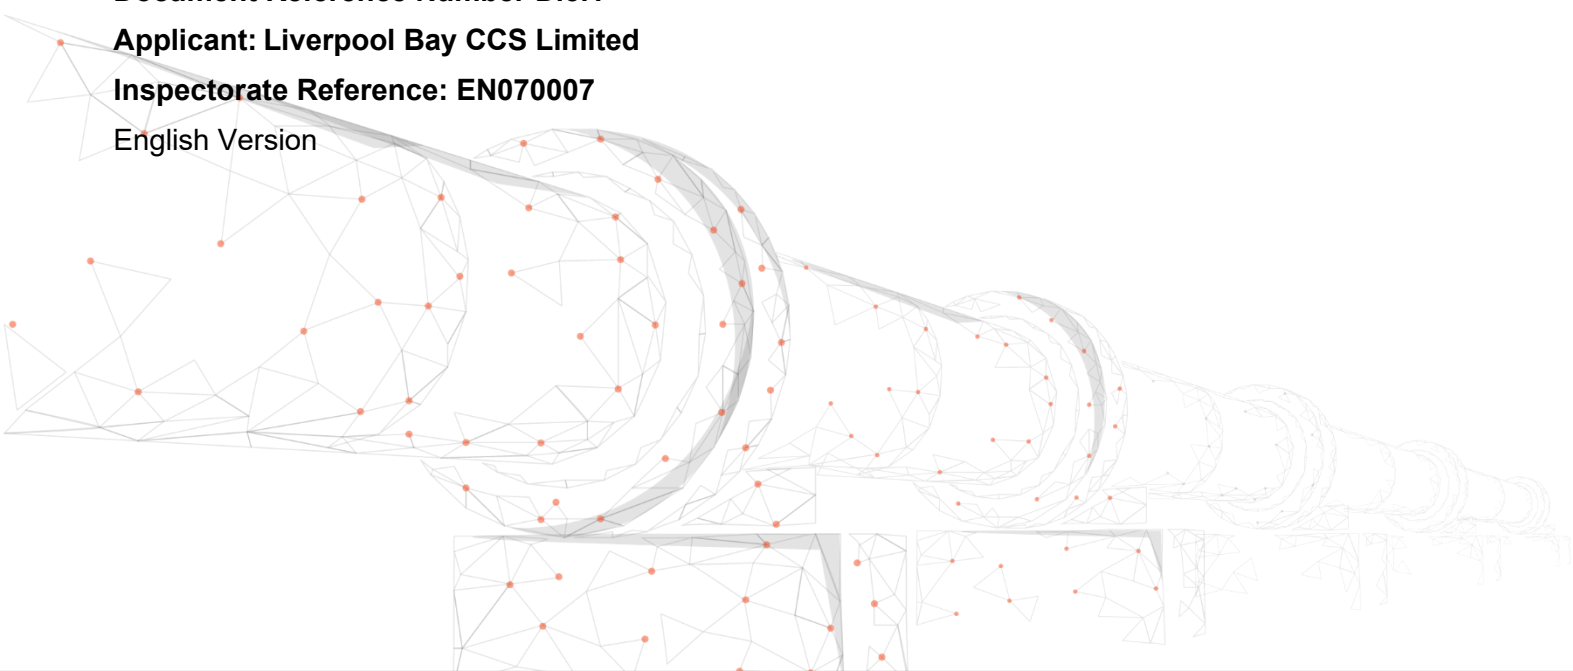 Applicant: Liverpool Bay CCS Limited
Inspectorate Reference: EN070007
English Version